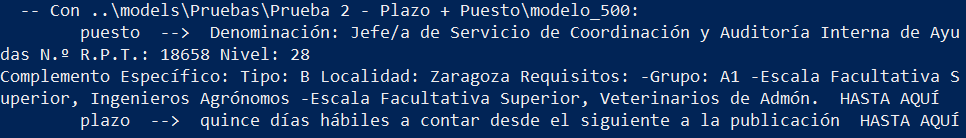 -- Con ..\models\Pruebas\Prueba 2 - Plazo + Puesto\modelo_500:
puesto --> Denominación: Jefe/a de Servicio de Coordinación y Auditoría Interna de Ayu
das N.º R.P.T.: 18658 Nivel: 28
Complemento Específico: Tipo: B Localidad: Zaragoza Requisitos: -Grupo: A1 -Escala Facultativa S
uperior, Ingenieros Agrónomos -Escala Facultativa Superior, Veterinarios de Admón. HASTA AQUÍ
plazo --> quince días hábiles a contar desde el siguiente a la publicación HASTA AQUÍ